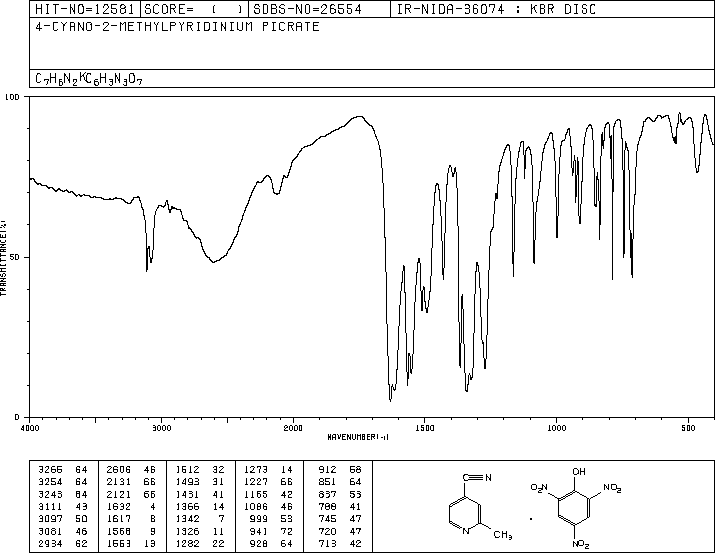 HIT-NO=12581 SCORE= ( ) SDBS-NO=26554 IR-NIDA-36074 : KBR DISC
4-CYANO-2-METHYLPYRIDINIUM PICRATE
C7H6N2·C6H3N3O7
100
TRANSMITTANCE(%)
50
0
4000 3000 2000 1500 1000 500
WAVENUMBER(-1)
3265 64 2606 46 1512 32 1273 14 912 58
3254 64 2131 66 1493 31 1227 66 851 64
3243 64 2121 66 1431 41 1165 42 837 53
3111 43 1632 4 1366 14 1086 46 788 41
3097 50 1617 8 1342 7 999 53 745 47
3081 46 1568 9 1326 11 941 72 720 47
2934 62 1553 13 1282 22 928 64 713 42
C N
N CH3
·
OH
O2N NO2
NO2